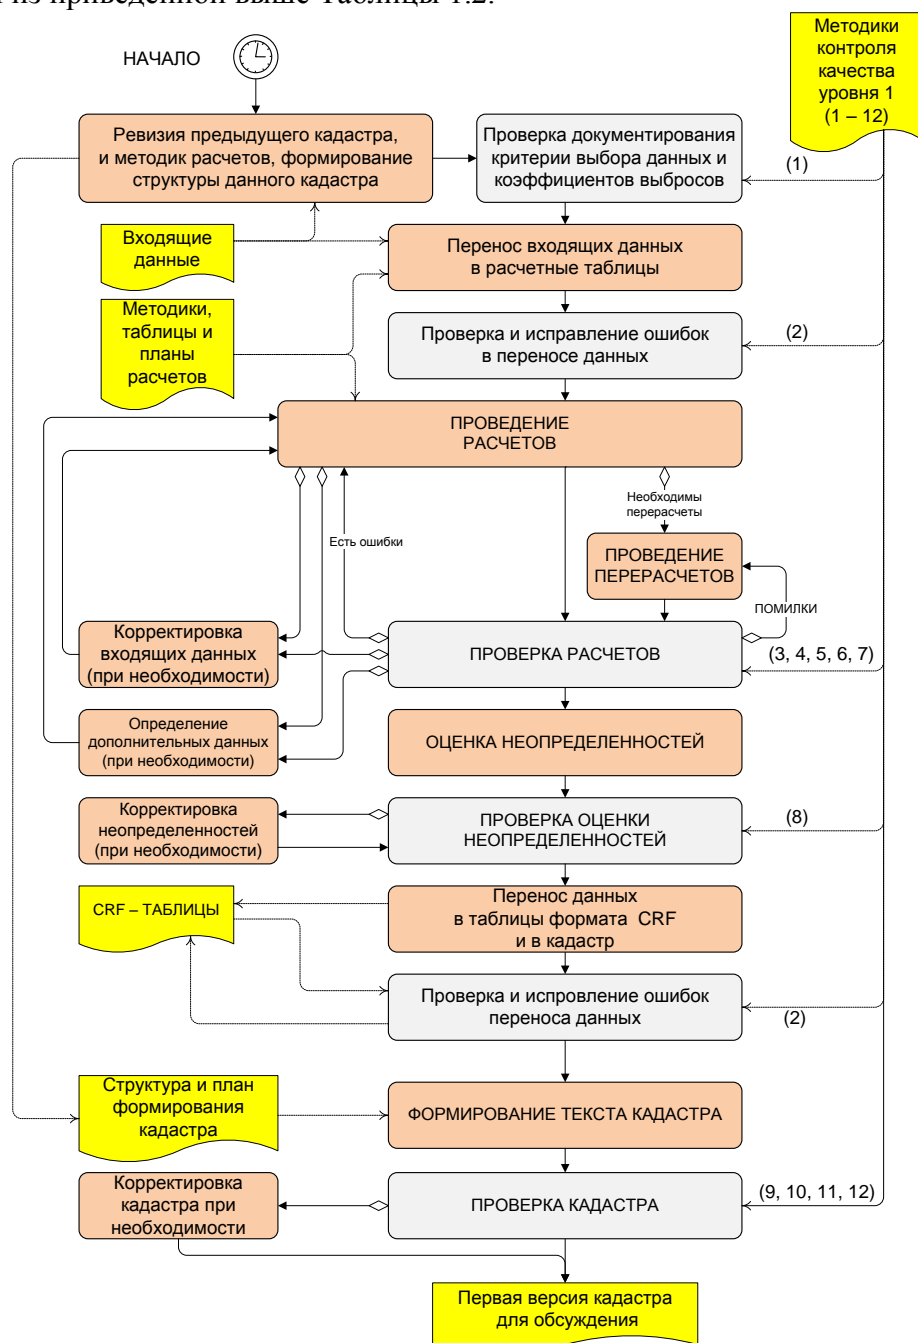 из приведенной выше Таблицы 1.2.
НАЧАЛО
Методики
контроля
качества
уровня 1
(1 – 12)
Ревизия предыдущего кадастра,
и методик расчетов, формирование
структуры данного кадастра
Проверка документирования
критерии выбора данных и
коэффициентов выбросов
(1)
Входящие
данные
Перенос входящих данных
в расчетные таблицы
Методики,
таблицы и
планы
расчетов
Проверка и исправление ошибок
в переносе данных
(2)
ПРОВЕДЕНИЕ
РАСЧЕТОВ
Необходимы
перерасчеты
Есть ошибки
ПРОВЕДЕНИЕ
ПЕРЕРАСЧЕТОВ
ПОМИЛКИ
Корректировка
входящих данных
(при необходимости)
ПРОВЕРКА РАСЧЕТОВ
(3, 4, 5, 6, 7)
Определение
дополнительных данных
(при необходимости)
ОЦЕНКА НЕОПРЕДЕЛЕННОСТЕЙ
Корректировка
неопределенностей
(при необходимости)
ПРОВЕРКА ОЦЕНКИ
НЕОПРЕДЕЛЕННОСТЕЙ
(8)
CRF – ТАБЛИЦЫ
Перенос данных
в таблицы формата CRF
и в кадастр
Проверка и испровление ошибок
переноса данных
(2)
Структура и план
формирования
кадастра
ФОРМИРОВАНИЕ ТЕКСТА КАДАСТРА
Корректировка
кадастра при
необходимости
ПРОВЕРКА КАДАСТРА
(9, 10, 11, 12)
Первая версия кадастра
для обсуждения